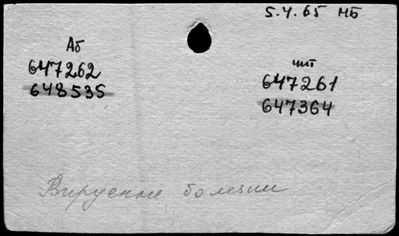 5.4.65 МБ
Аб
647262
648535
чит
647261
647364
Вирусные болезни